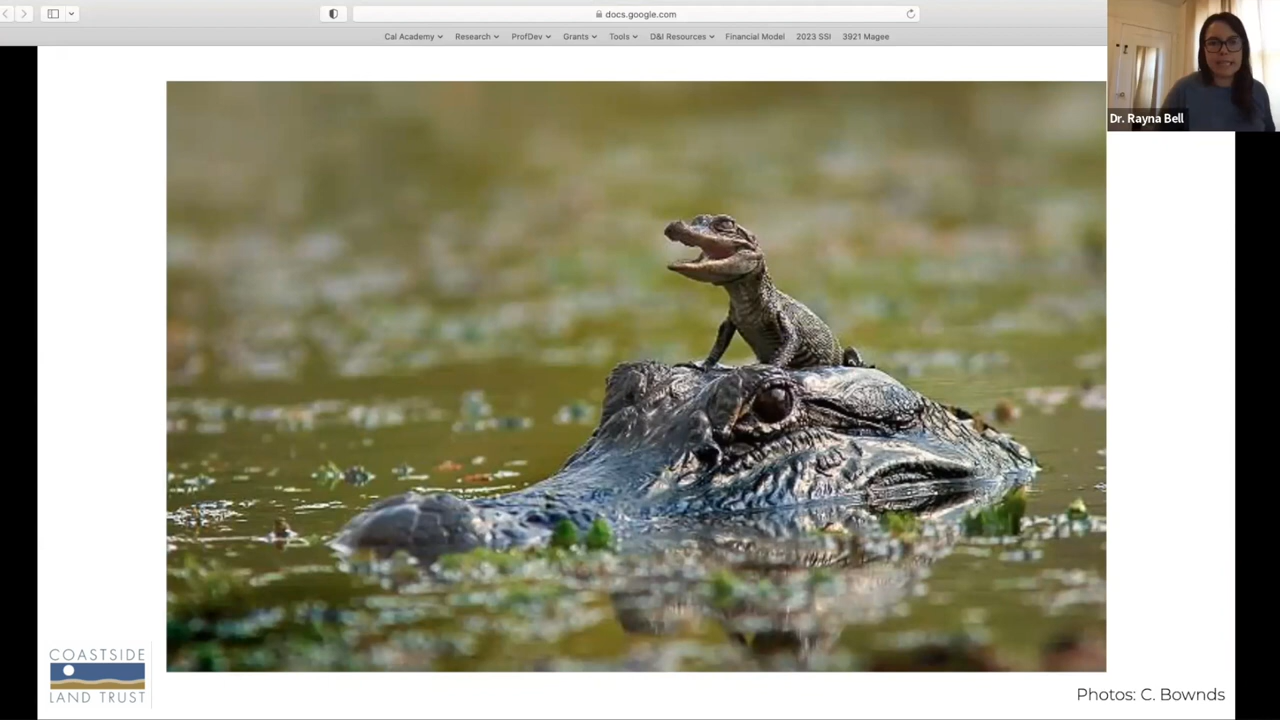 docs.google.com
Cal Academy Research ProfDev Grants Tools D&I Resources Financial Model 2023 SSI 3921 Magee
Dr. Rayna Bell
COASTSIDE
LAND TRUST
Photos: C. Bownds